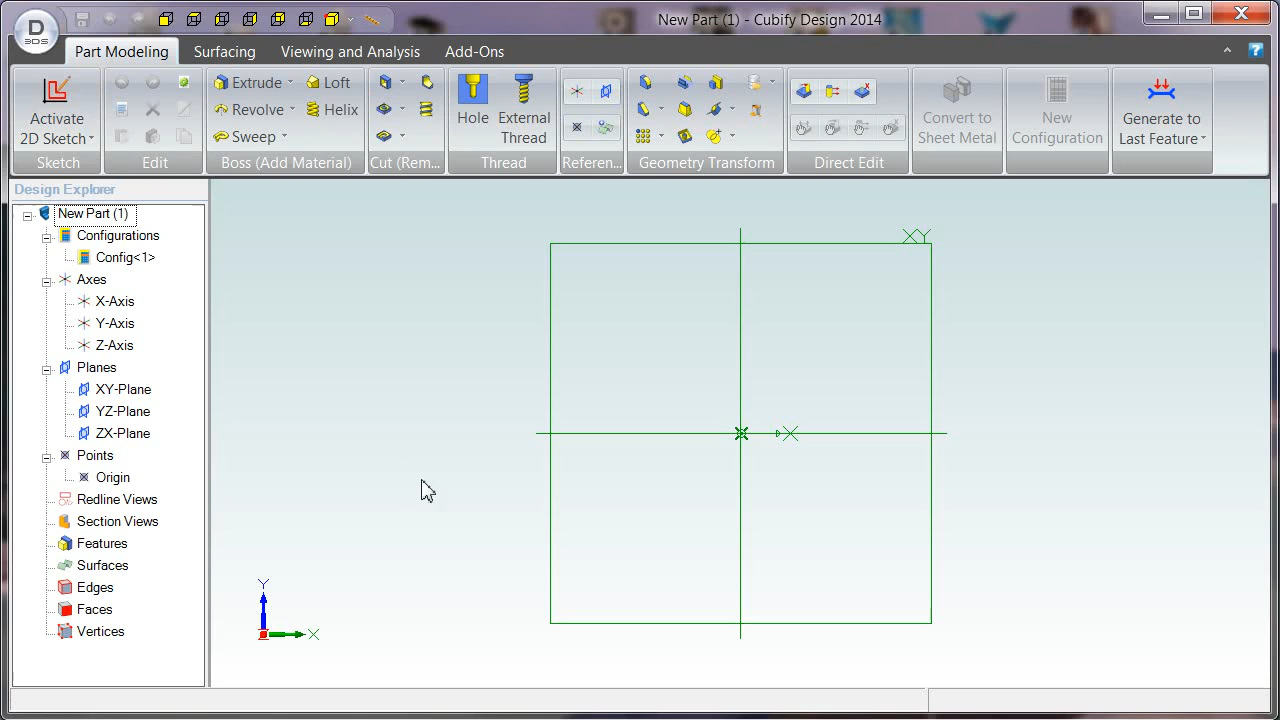 D
3DS
New Part (1) - Cubify Design 2014
Part Modeling
Surfacing
Viewing and Analysis
Add-Ons
Activate
2D Sketch
Sketch
Edit
Extrude
Loft
Revolve
Helix
Sweep
Boss (Add Material)
Cut (Rem...
Hole
External
Thread
Thread
Referen...
Geometry Transform
Direct Edit
Convert to
Sheet Metal
New
Configuration
Generate to
Last Feature
Design Explorer
New Part (1)
Configurations
Config<1>
Axes
X-Axis
Y-Axis
Z-Axis
Planes
XY-Plane
YZ-Plane
ZX-Plane
Points
Origin
Redline Views
Section Views
Features
Surfaces
Edges
Faces
Vertices
XY
X
Y
X